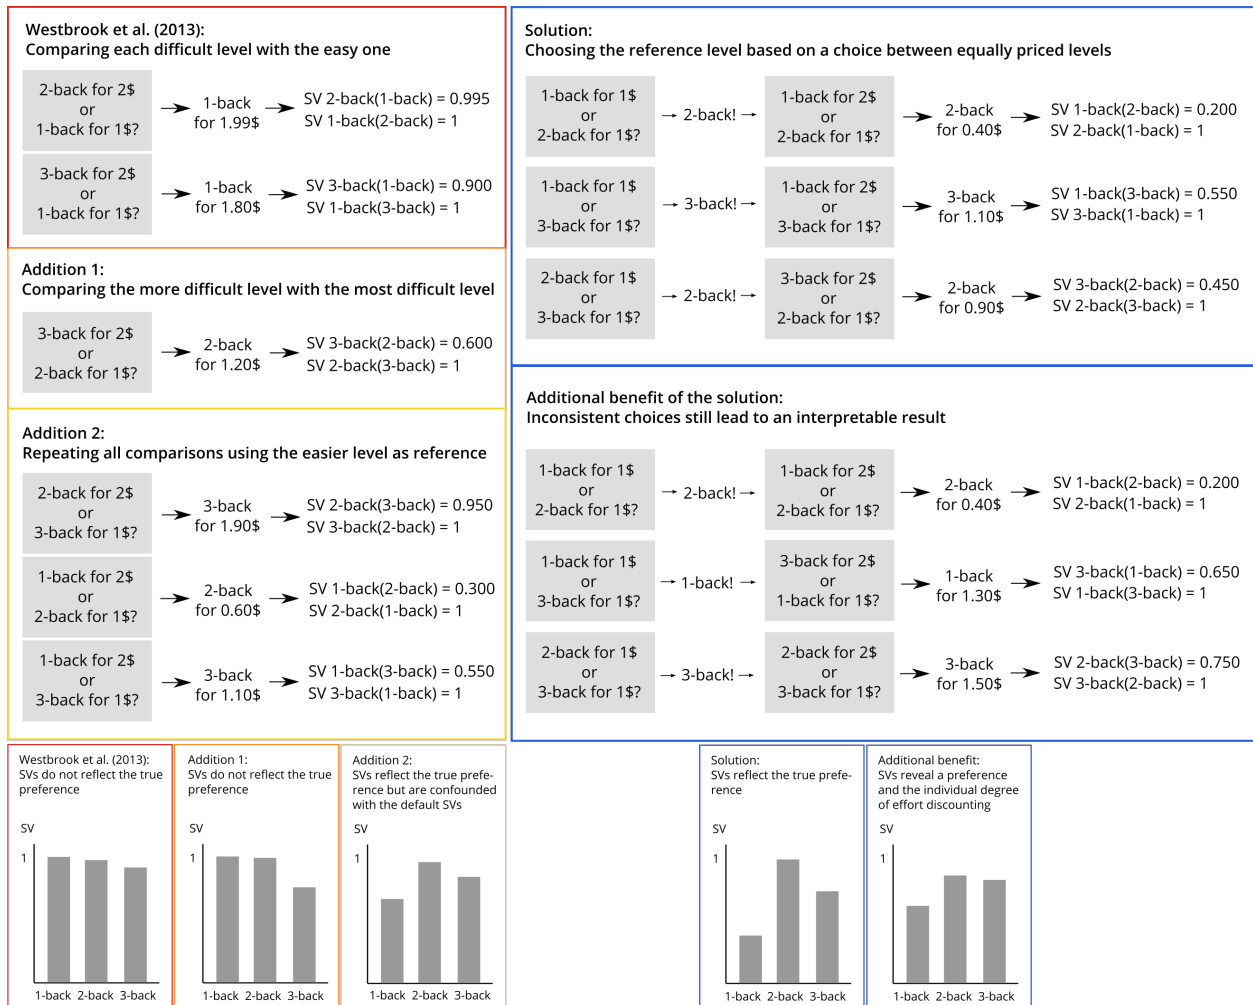 Westbrook et al. (2013):
Comparing each difficult level with the easy one
2-back for 2$
or
1-back for 1$?
1-back
for 1.99$
SV 2-back(1-back) = 0.995
SV 1-back(2-back) = 1
3-back for 2$
or
1-back for 1$?
1-back
for 1.80$
SV 3-back(1-back) = 0.900
SV 1-back(3-back) = 1
Addition 1:
Comparing the more difficult level with the most difficult level
3-back for 2$
or
2-back for 1$?
2-back
for 1.20$
SV 3-back(2-back) = 0.600
SV 2-back(3-back) = 1
Addition 2:
Repeating all comparisons using the easier level as reference
2-back for 2$
or
3-back for 1$?
3-back
for 1.90$
SV 2-back(3-back) = 0.950
SV 3-back(2-back) = 1
1-back for 2$
or
2-back for 1$?
2-back
for 0.60$
SV 1-back(2-back) = 0.300
SV 2-back(1-back) = 1
1-back for 2$
or
3-back for 1$?
3-back
for 1.10$
SV 1-back(3-back) = 0.550
SV 3-back(1-back) = 1
Solution:
Choosing the reference level based on a choice between equally priced levels
1-back for 1$
or
2-back for 1$?
2-back!
1-back for 2$
or
2-back for 1$?
2-back
for 0.40$
SV 1-back(2-back) = 0.200
SV 2-back(1-back) = 1
1-back for 1$
or
3-back for 1$?
3-back!
1-back for 2$
or
3-back for 1$?
3-back
for 1.10$
SV 1-back(3-back) = 0.550
SV 3-back(1-back) = 1
2-back for 1$
or
3-back for 1$?
2-back!
3-back for 2$
or
2-back for 1$?
2-back
for 0.90$
SV 3-back(2-back) = 0.450
SV 2-back(3-back) = 1
Additional benefit of the solution:
Inconsistent choices still lead to an interpretable result
1-back for 1$
or
2-back for 1$?
2-back!
1-back for 2$
or
2-back for 1$?
2-back
for 0.40$
SV 1-back(2-back) = 0.200
SV 2-back(1-back) = 1
1-back for 1$
or
3-back for 1$?
1-back!
3-back for 2$
or
1-back for 1$?
1-back
for 1.30$
SV 3-back(1-back) = 0.650
SV 1-back(3-back) = 1
2-back for 1$
or
3-back for 1$?
3-back!
2-back for 2$
or
3-back for 1$?
3-back
for 1.50$
SV 2-back(3-back) = 0.750
SV 3-back(2-back) = 1
Westbrook et al. (2013):
SVs do not reflect the true
preference
SV
1
1-back 2-back 3-back
Addition 1:
SVs do not reflect the true
preference
SV
1
1-back 2-back 3-back
Addition 2:
SVs reflect the true prefe-
rence but are confounded
with the default SVs
SV
1
1-back 2-back 3-back
Solution:
SVs reflect the true prefe-
rence
SV
1
1-back 2-back 3-back
Additional benefit:
SVs reveal a preference
and the individual degree
of effort discounting
SV
1
1-back 2-back 3-back